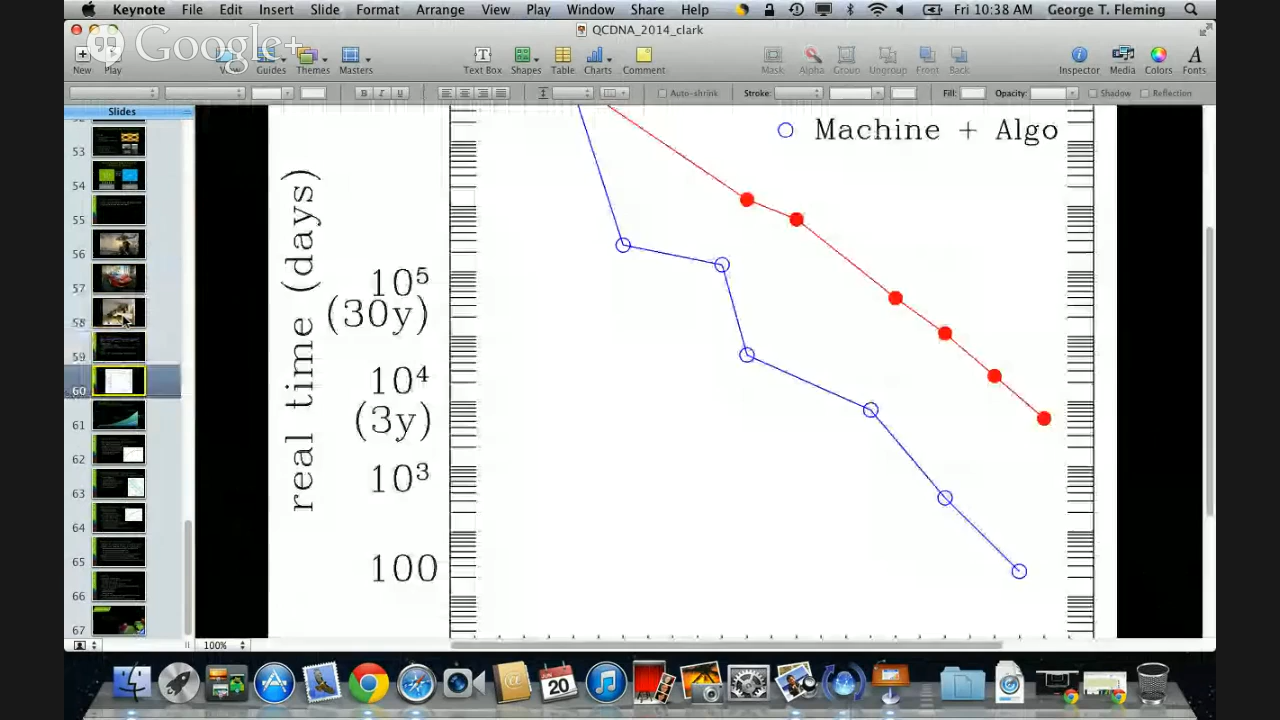 Keynote File Edit Insert Slide Format Arrange View Play Window Share Help Fri 10:38 AM George T. Fleming
Google+
QCDNA_2014_clark
New Play View Guides Themes Masters Text Box Shapes Table Charts Comment Mask Alpha Group Ungroup Front Back Inspector Media Colors Fonts
B I U Auto-shrink Stroke: Fill: Opacity: Shadow Reflection
Slides
53
54
55
56
57
58
59
60
61
62
63
64
65
66
67
Machine + Algo
real time (days)
10⁵
(30y)
10⁴
(3y)
10³
100
100%
20